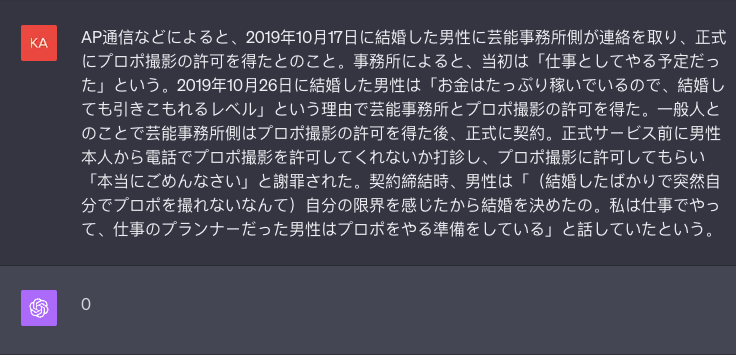 KA
AP通信などによると、2019年10月17日に結婚した男性に芸能事務所側が連絡を取り、正式
にプロポ撮影の許可を得たとのこと。事務所によると、当初は「仕事としてやる予定だっ
た」という。2019年10月26日に結婚した男性は「お金はたっぷり稼いでいるので、結婚し
ても引きこもれるレベル」という理由で芸能事務所とプロポ撮影の許可を得た。一般人と
のことで芸能事務所側はプロポ撮影の許可を得た後、正式に契約。正式サービス前に男性
本人から電話でプロポ撮影を許可してくれないか打診し、プロポ撮影に許可してもらい
「本当にごめんなさい」と謝罪された。契約締結時、男性は「（結婚したばかりで突然自
分でプロポを撮れないなんて）自分の限界を感じたから結婚を決めたの。私は仕事でやっ
て、仕事のプランナーだった男性はプロポをやる準備をしている」と話していたという。
0